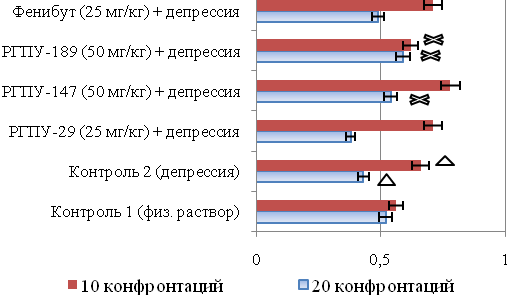 Фенибут (25 мг/кг) + депрессия
РГПУ-189 (50 мг/кг) + депрессия
РГПУ-147 (50 мг/кг) + депрессия
РГПУ-29 (25 мг/кг) + депрессия
Контроль 2 (депрессия)
Контроль 1 (физ. раствор)
0 0,5 1
10 конфронтаций 20 конфронтаций